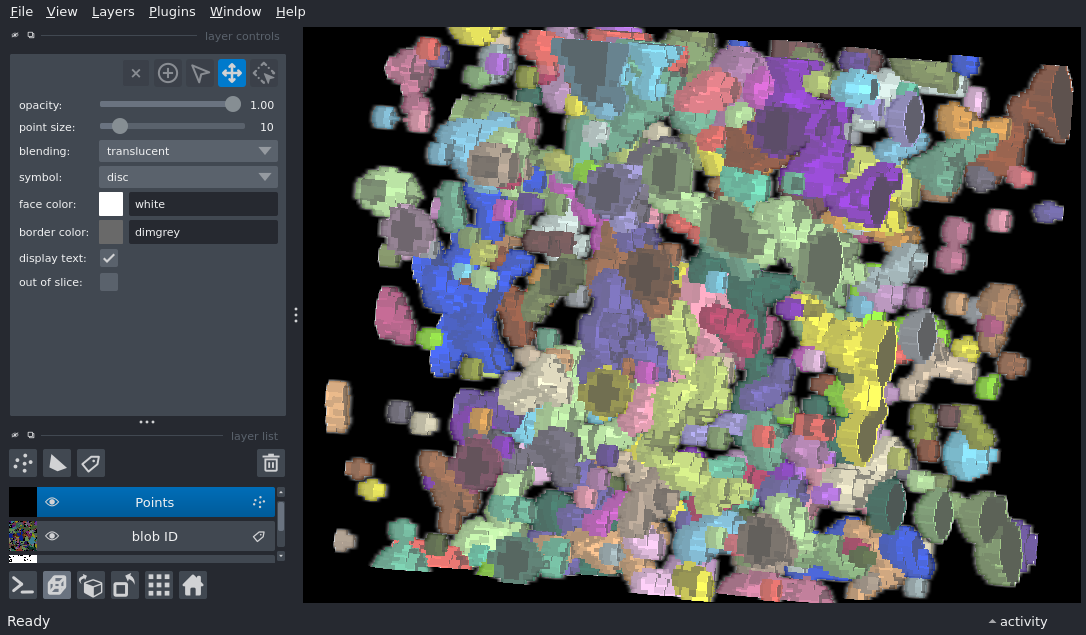 File View Layers Plugins Window Help
layer controls
opacity: 1.00
point size: 10
blending: translucent
symbol: disc
face color: white
border color: dimgrey
display text:
out of slice:
layer list
Points
blob ID
Ready
activity